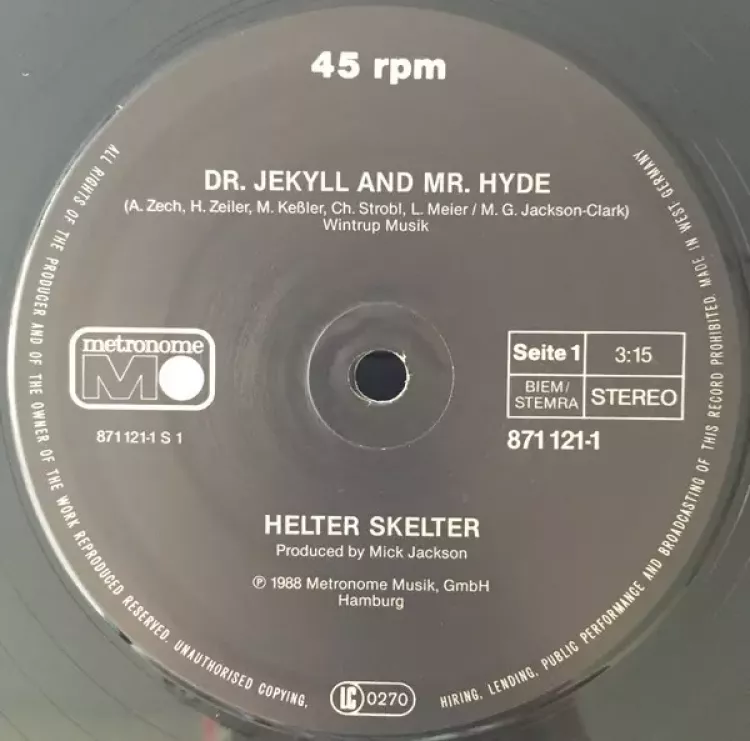 45 rpm
DR. JEKYLL AND MR. HYDE
(A. Zech, H. Zeiler, M. Keßler, Ch. Strobl, L. Meier / M. G. Jackson-Clark)
Wintrup Musik
metronome
M
871 121-1 S 1
Seite 1
3:15
BIEM/
STEMRA
STEREO
871 121-1
HELTER SKELTER
Produced by Mick Jackson
℗ 1988 Metronome Musik, GmbH
Hamburg
LC 0270
ALL RIGHTS OF THE PRODUCER AND OF THE OWNER OF THE WORK REPRODUCED RESERVED. UNAUTHORISED COPYING, HIRING, LENDING, PUBLIC PERFORMANCE AND BROADCASTING OF THIS RECORD PROHIBITED. MADE IN WEST GERMANY